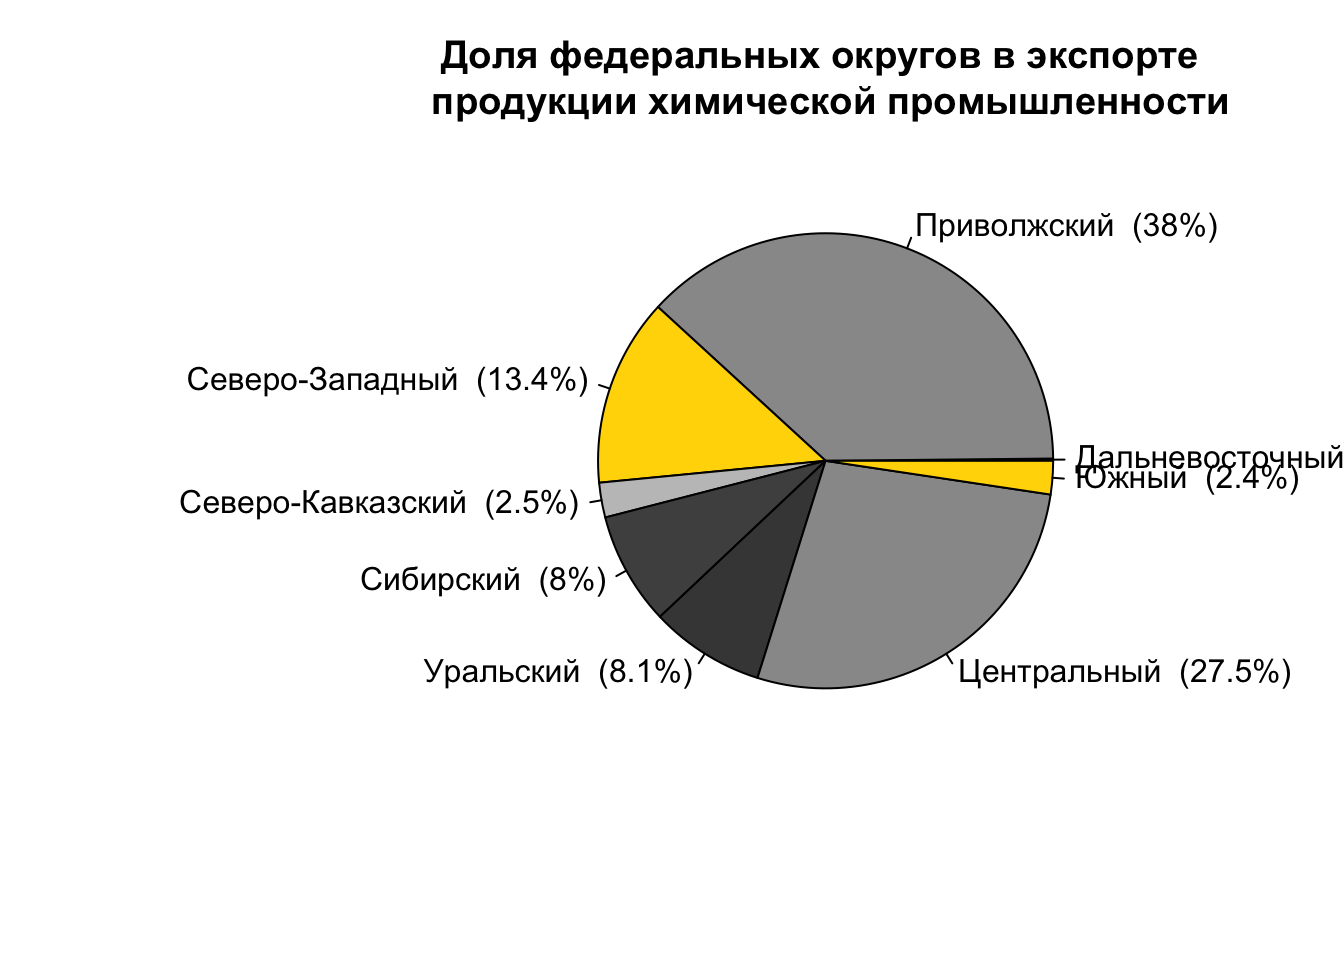 Доля федеральных округов в экспорте
продукции химической промышленности
Приволжский (38%)
Северо-Западный (13.4%)
Дальневосточный
Южный (2.4%)
Северо-Кавказский (2.5%)
Сибирский (8%)
Уральский (8.1%)
Центральный (27.5%)